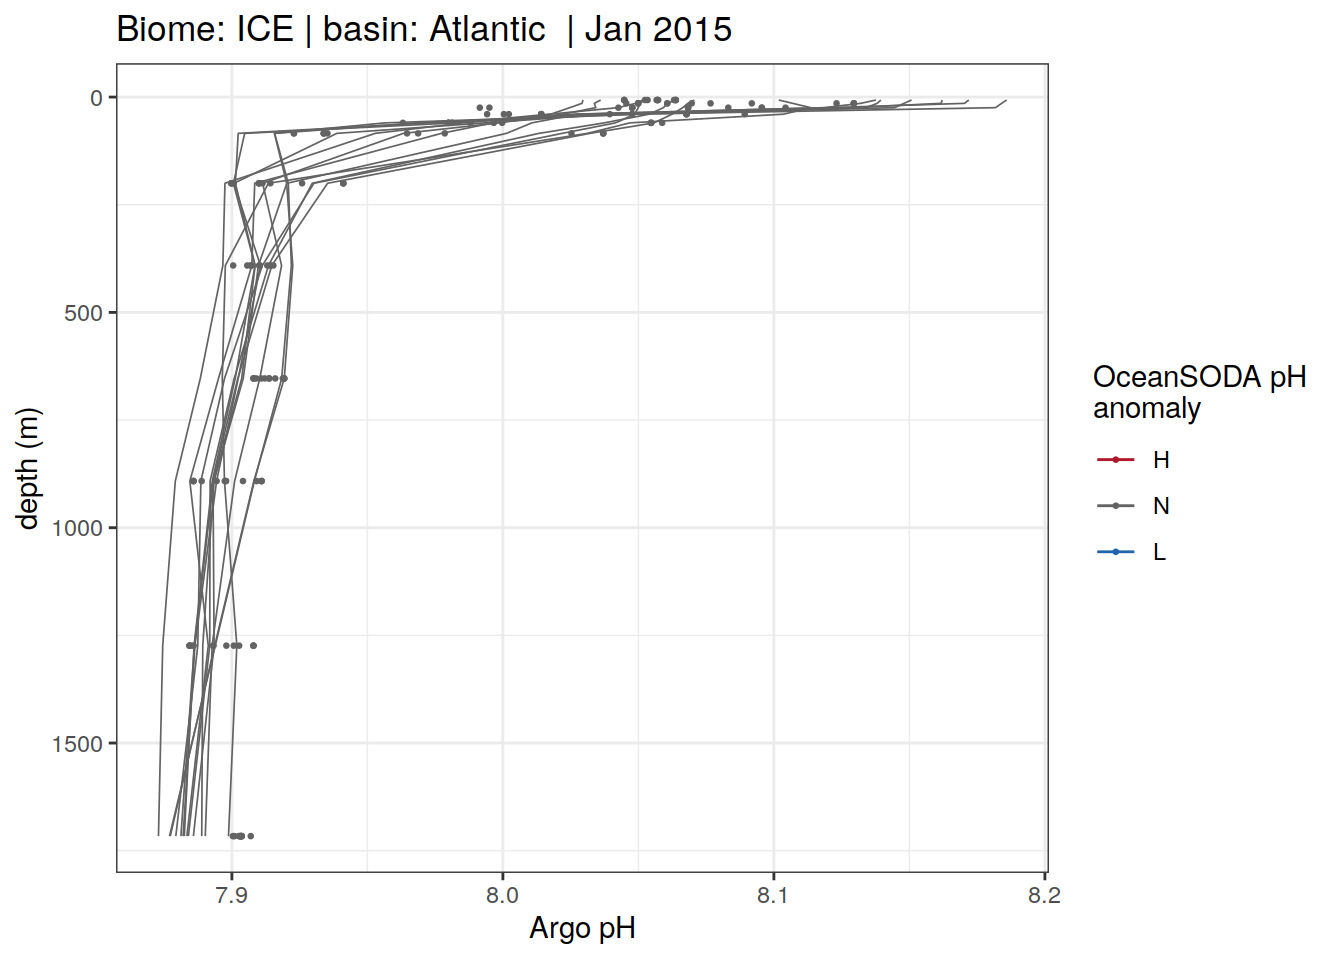 Biome: ICE | basin: Atlantic  | Jan 2015
0
500
1000
1500
depth (m)
7.9
8.0
8.1
8.2
Argo pH
OceanSODA pH
anomaly
H
N
L